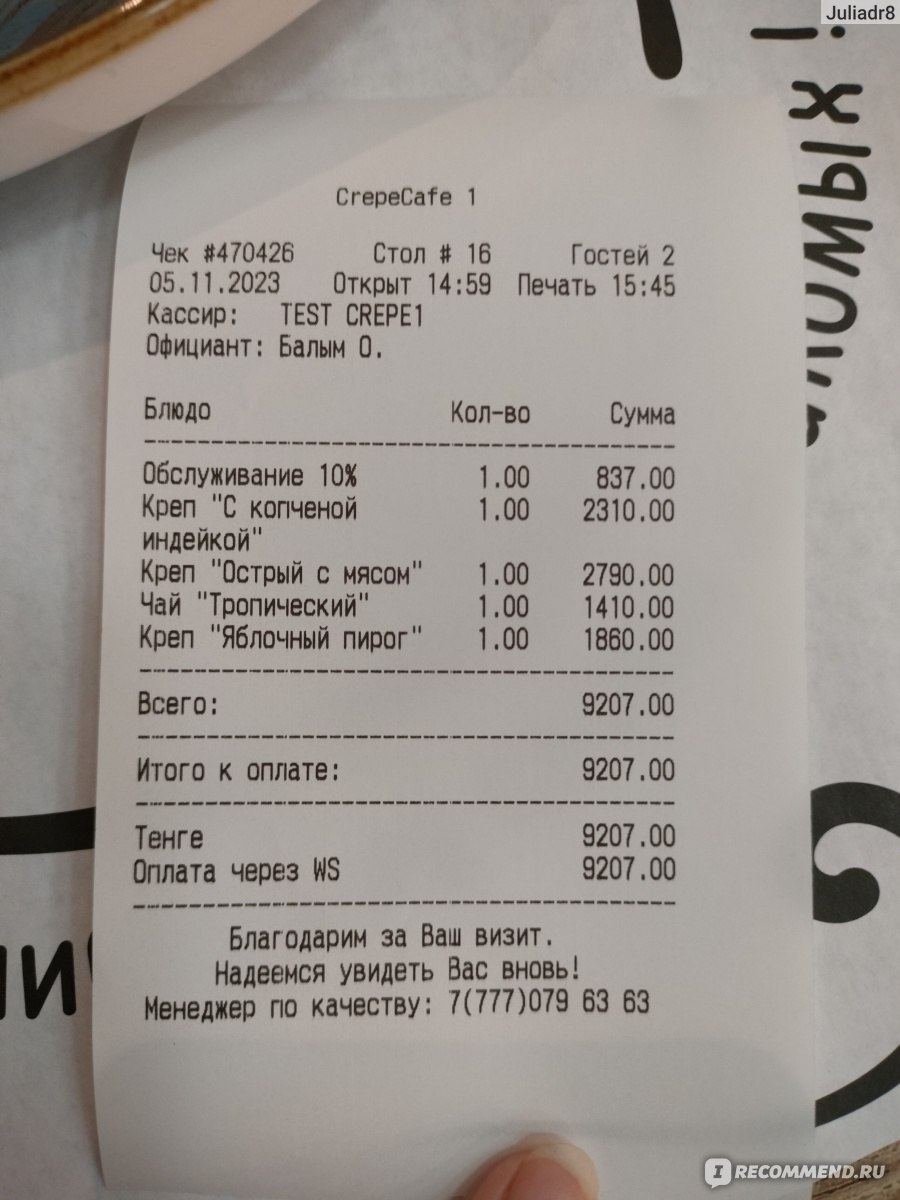 Juliadr8
CrepeCafe 1
Чек #470426 Стол # 16 Гостей 2
05.11.2023 Открыт 14:59 Печать 15:45
Кассир: TEST CREPE1
Официант: Балым О.
Блюдо Кол-во Сумма
Обслуживание 10% 1.00 837.00
Креп "С копченой 1.00 2310.00
индейкой"
Креп "Острый с мясом" 1.00 2790.00
Чай "Тропический" 1.00 1410.00
Креп "Яблочный пирог" 1.00 1860.00
Всего: 9207.00
Итого к оплате: 9207.00
Тенге 9207.00
Оплата через WS 9207.00
Благодарим за Ваш визит.
Надеемся увидеть Вас вновь!
Менеджер по качеству: 7(777)079 63 63
IRECOMMEND.RU